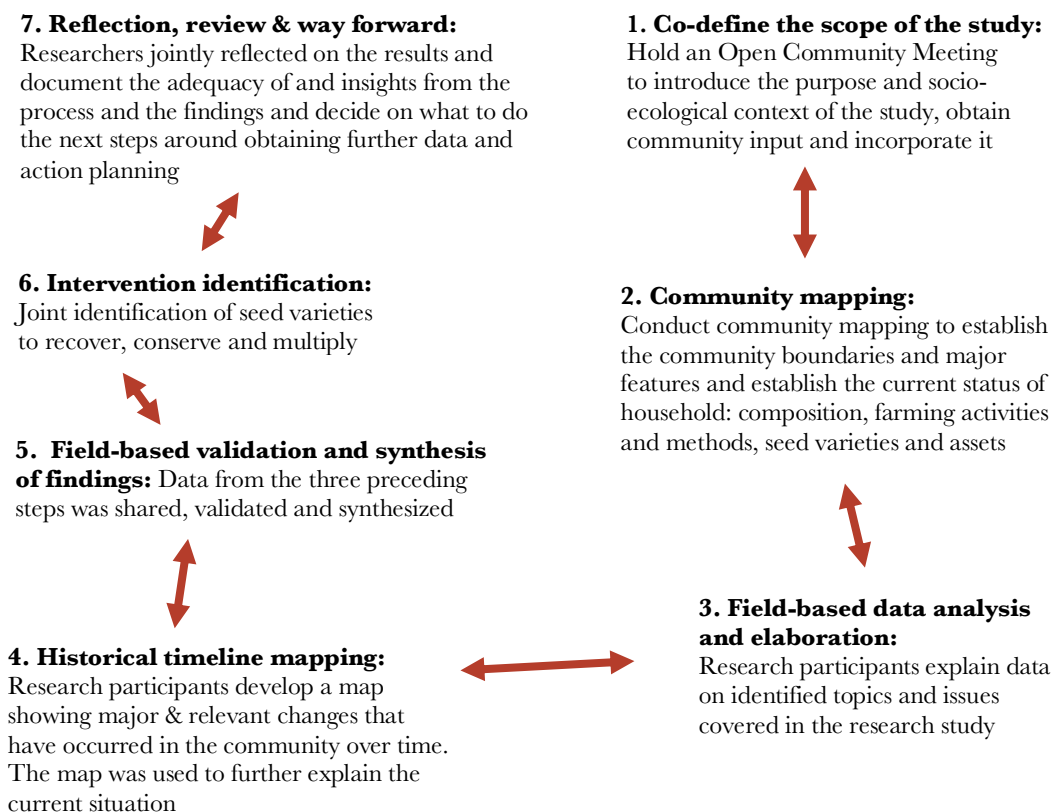 7. Reflection, review & way forward:
Researchers jointly reflected on the results and
document the adequacy of and insights from the
process and the findings and decide on what to do
the next steps around obtaining further data and
action planning
1. Co-define the scope of the study:
Hold an Open Community Meeting
to introduce the purpose and socio-
ecological context of the study, obtain
community input and incorporate it
6. Intervention identification:
Joint identification of seed varieties
to recover, conserve and multiply
2. Community mapping:
Conduct community mapping to establish
the community boundaries and major
features and establish the current status of
household: composition, farming activities
and methods, seed varieties and assets
5. Field-based validation and synthesis
of findings: Data from the three preceding
steps was shared, validated and synthesized
3. Field-based data analysis
and elaboration:
Research participants explain data
on identified topics and issues
covered in the research study
4. Historical timeline mapping:
Research participants develop a map
showing major & relevant changes that
have occurred in the community over time.
The map was used to further explain the
current situation